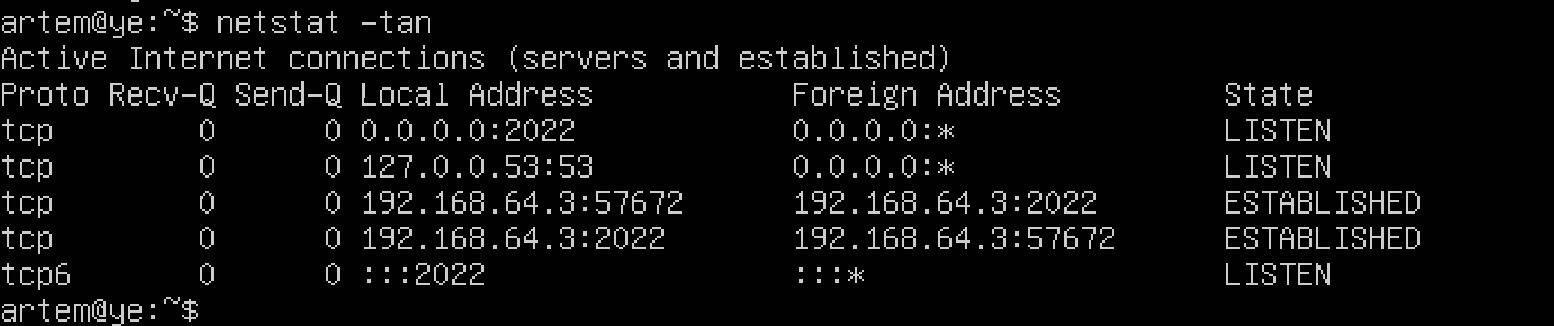 artem@ye:~$ netstat -tan
Active Internet connections (servers and established)
Proto Recv-Q Send-Q Local Address           Foreign Address         State
tcp        0      0 0.0.0.0:2022            0.0.0.0:*               LISTEN
tcp        0      0 127.0.0.53:53           0.0.0.0:*               LISTEN
tcp        0      0 192.168.64.3:57672      192.168.64.3:2022       ESTABLISHED
tcp        0      0 192.168.64.3:2022       192.168.64.3:57672      ESTABLISHED
tcp6       0      0 :::2022                 :::*                    LISTEN
artem@ye:~$